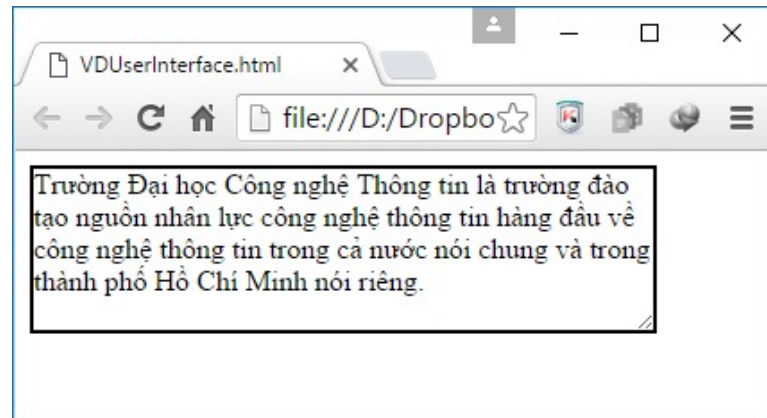 VDUserInterface.html
file:///D:/Dropbo
Trường Đại học Công nghệ Thông tin là trường đào
tạo nguồn nhân lực công nghệ thông tin hàng đầu về
công nghệ thông tin trong cả nước nói chung và trong
thành phố Hồ Chí Minh nói riêng.